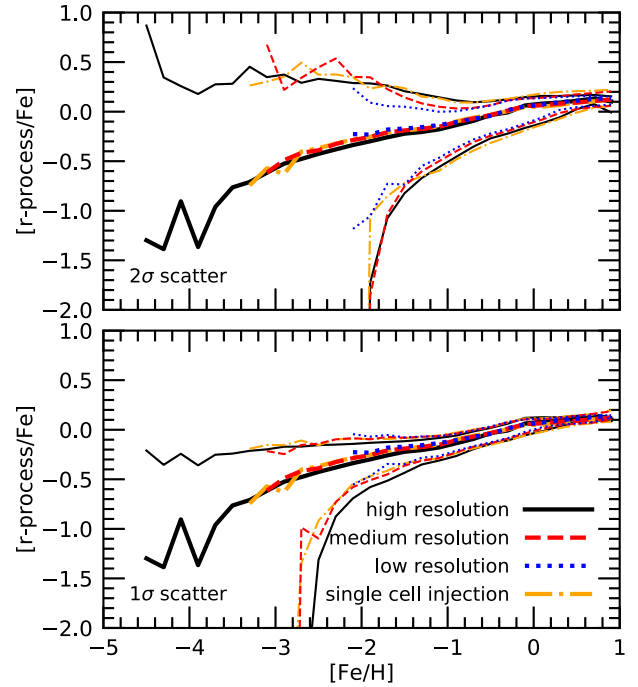 1.0
0.5
0.0
−0.5
−1.0
−1.5
−2.0
[r-process/Fe]
2σ scatter
1.0
0.5
0.0
−0.5
−1.0
−1.5
−2.0
[r-process/Fe]
high resolution
medium resolution
low resolution
single cell injection
1σ scatter
−5 −4 −3 −2 −1 0 1
[Fe/H]